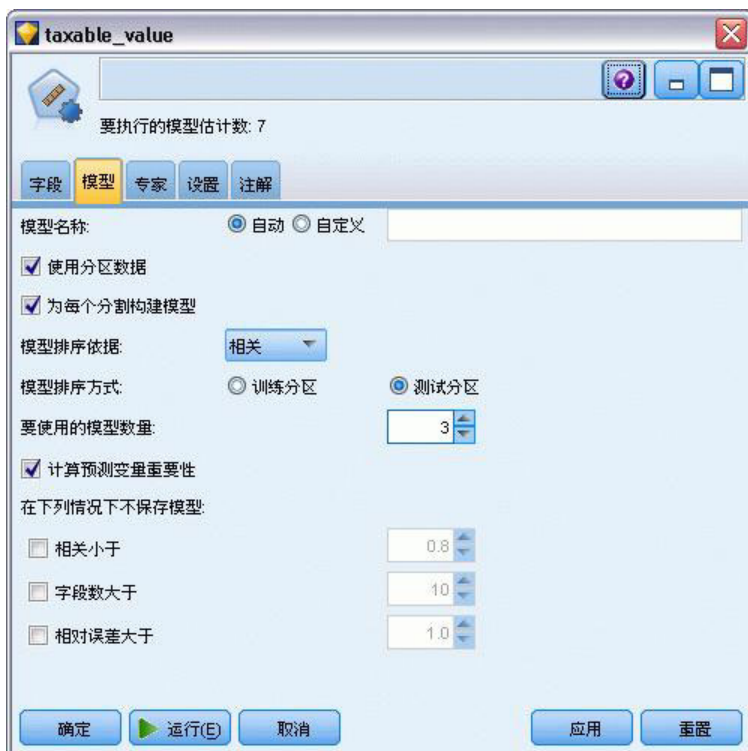 taxable_value
要执行的模型估计数: 7
字段 模型 专家 设置 注解
模型名称: 自动 自定义
使用分区数据
为每个分割构建模型
模型排序依据: 相关
模型排序方式: 训练分区 测试分区
要使用的模型数量: 3
计算预测变量重要性
在下列情况下不保存模型:
相关小于 0.8
字段数大于 10
相对误差大于 1.0
确定 运行(E) 取消 应用 重置